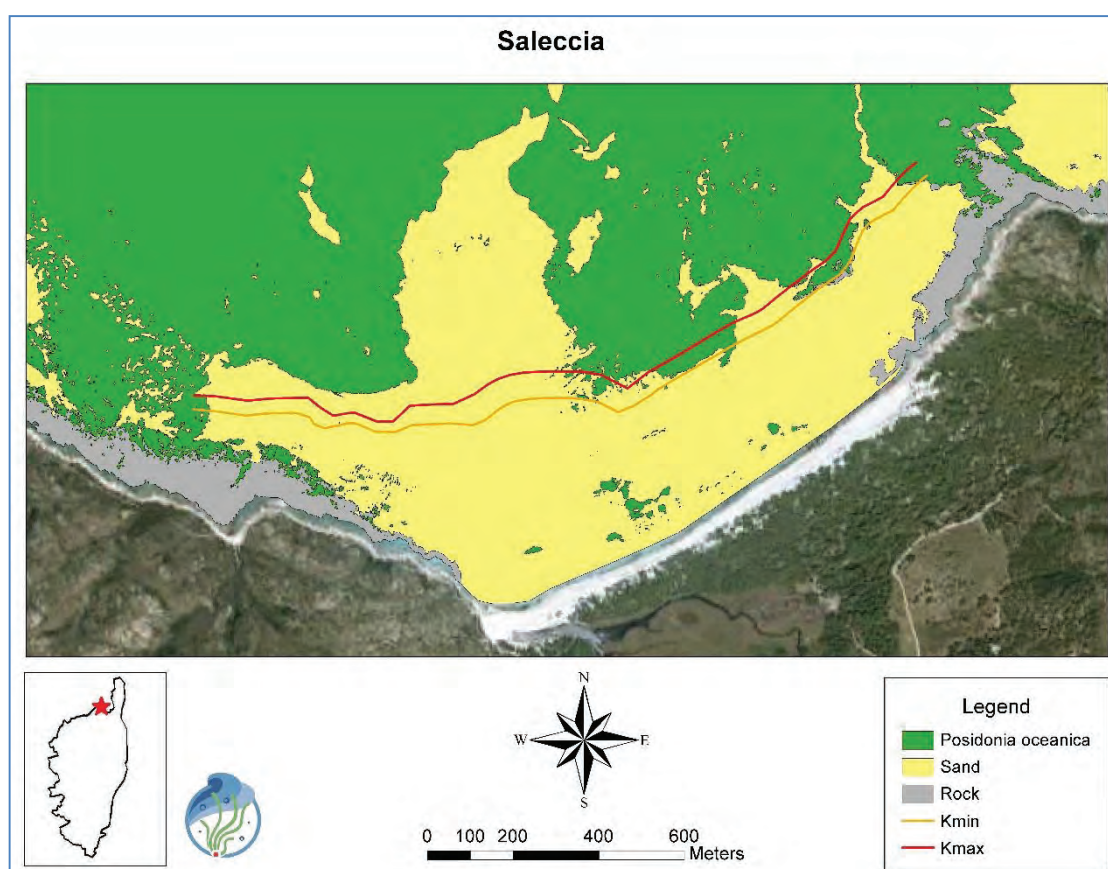 Saleccia
N
W E
S
0 100 200 400 600
Meters
Legend
Posidonia oceanica
Sand
Rock
Kmin
Kmax